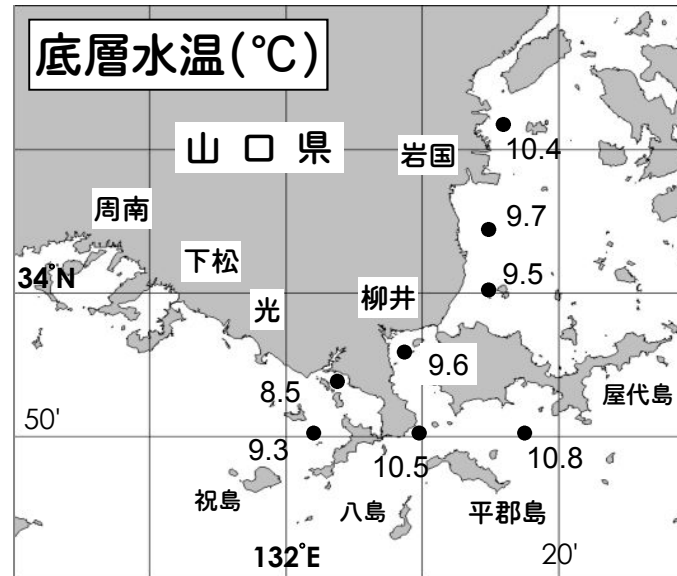 底層水温(℃)
山口県
岩国
10.4
周南
9.7
下松
34°N
9.5
光
柳井
9.6
8.5
屋代島
50'
9.3
10.5
10.8
祝島
八島
平郡島
132°E
20'